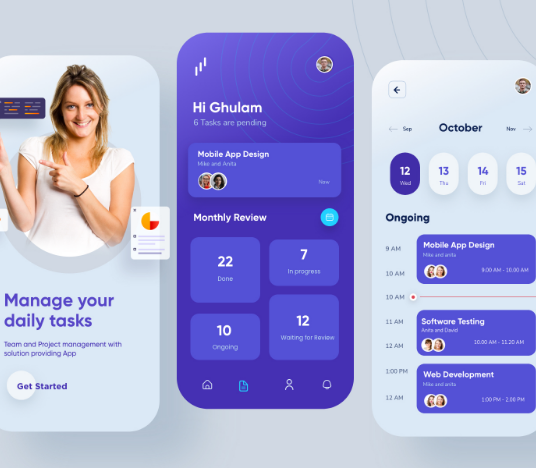 Manage your
daily tasks
Team and Project management with
solution providing App
Get Started
Hi Ghulam
6 Tasks are pending
Mobile App Design
Mike and Anita
Now
Monthly Review
22
Done
7
In progress
10
Ongoing
12
Waiting for Review
Sep
October
Nov
12
Wed
13
Thu
14
Fri
15
Sat
Ongoing
9 AM
Mobile App Design
Mike and anita
9:00 AM - 10:00 AM
10 AM
10 AM
11 AM
Software Testing
Anita and David
10:00 AM - 11:20 AM
12 AM
1:00 PM
Web Development
Mike and anita
1:00 PM - 2:00 PM
12 AM